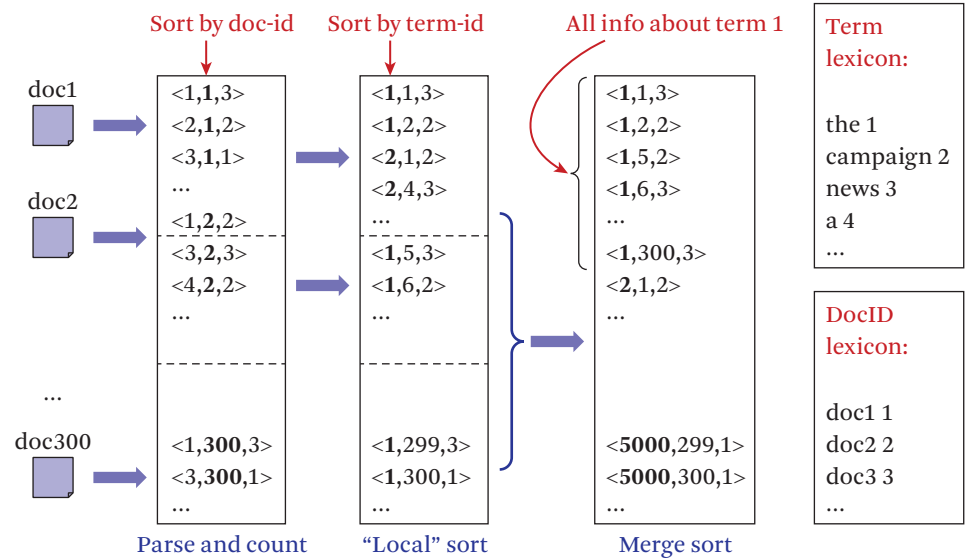 Sort by doc-id
Sort by term-id
All info about term 1
doc1
doc2
...
doc300
<1,1,3>
<2,1,2>
<3,1,1>
...
<1,2,2>
<3,2,3>
<4,2,2>
...
<1,300,3>
<3,300,1>
...
Parse and count
<1,1,3>
<1,2,2>
<2,1,2>
<2,4,3>
...
<1,5,3>
<1,6,2>
...
<1,299,3>
<1,300,1>
...
“Local” sort
<1,1,3>
<1,2,2>
<1,5,2>
<1,6,3>
...
<1,300,3>
<2,1,2>
...
<5000,299,1>
<5000,300,1>
...
Merge sort
Term
lexicon:
the 1
campaign 2
news 3
a 4
...
DocID
lexicon:
doc1 1
doc2 2
doc3 3
...